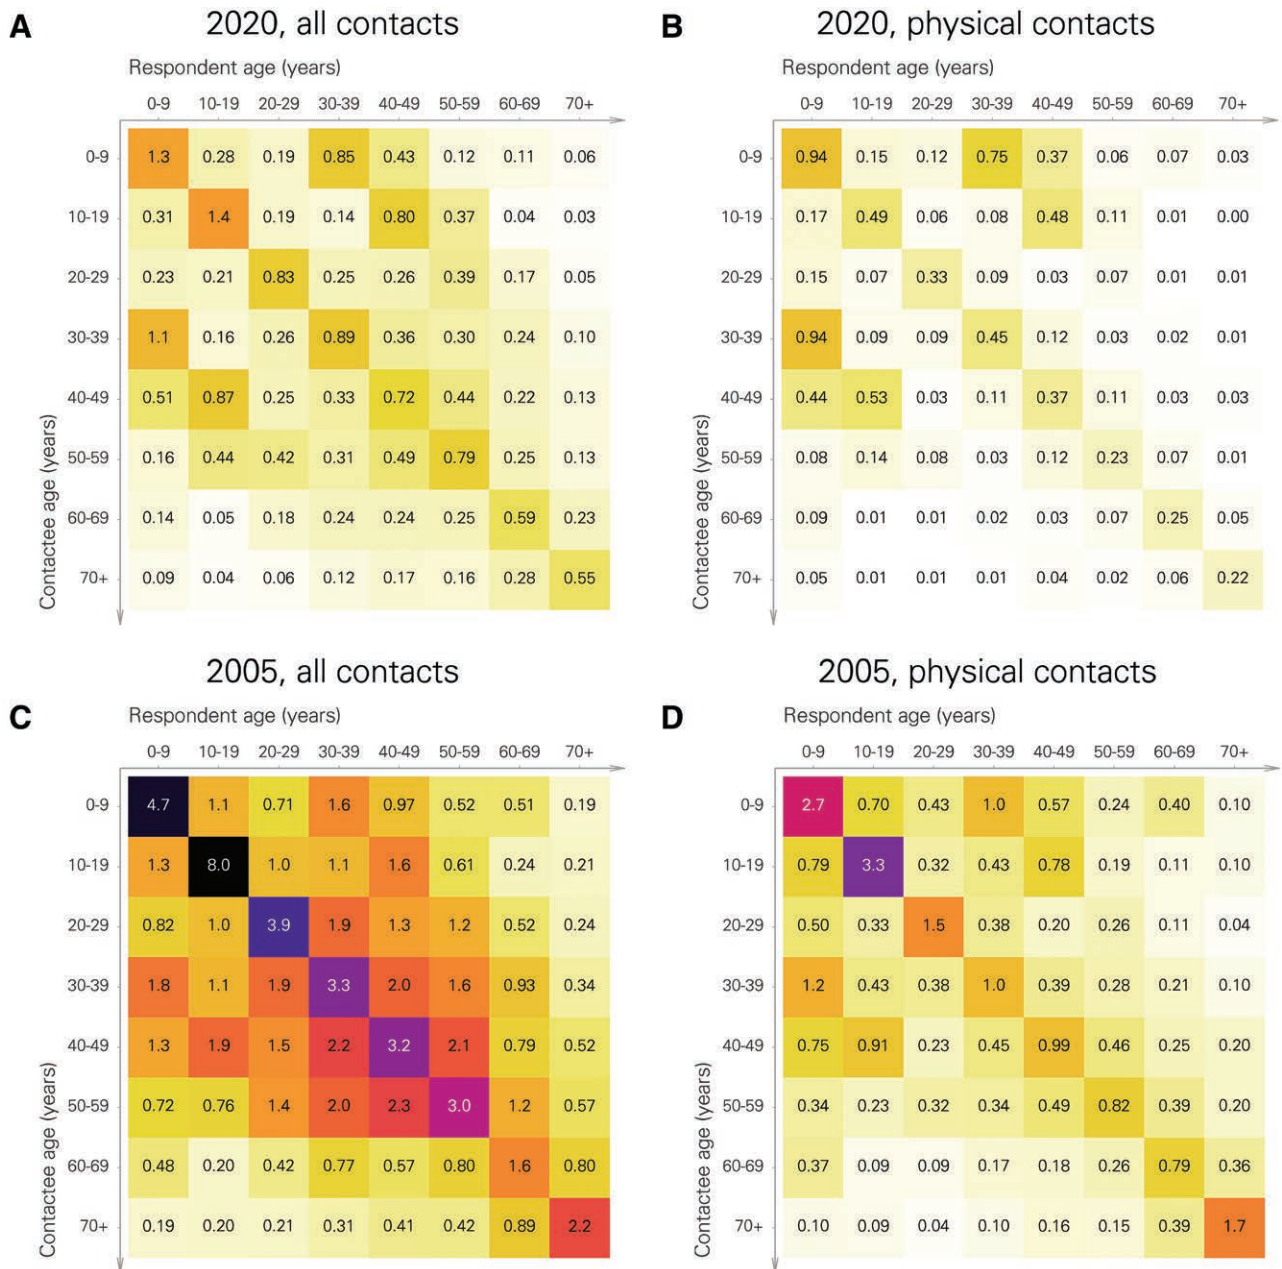 A
2020, all contacts
Respondent age (years)
0-9 10-19 20-29 30-39 40-49 50-59 60-69 70+
0-9 1.3 0.28 0.19 0.85 0.43 0.12 0.11 0.06
10-19 0.31 1.4 0.19 0.14 0.80 0.37 0.04 0.03
20-29 0.23 0.21 0.83 0.25 0.26 0.39 0.17 0.05
30-39 1.1 0.16 0.26 0.89 0.36 0.30 0.24 0.10
40-49 0.51 0.87 0.25 0.33 0.72 0.44 0.22 0.13
50-59 0.16 0.44 0.42 0.31 0.49 0.79 0.25 0.13
60-69 0.14 0.05 0.18 0.24 0.24 0.25 0.59 0.23
70+ 0.09 0.04 0.06 0.12 0.17 0.16 0.28 0.55
Contactee age (years)
B
2020, physical contacts
Respondent age (years)
0-9 10-19 20-29 30-39 40-49 50-59 60-69 70+
0-9 0.94 0.15 0.12 0.75 0.37 0.06 0.07 0.03
10-19 0.17 0.49 0.06 0.08 0.48 0.11 0.01 0.00
20-29 0.15 0.07 0.33 0.09 0.03 0.07 0.01 0.01
30-39 0.94 0.09 0.09 0.45 0.12 0.03 0.02 0.01
40-49 0.44 0.53 0.03 0.11 0.37 0.11 0.03 0.03
50-59 0.08 0.14 0.08 0.03 0.12 0.23 0.07 0.01
60-69 0.09 0.01 0.01 0.02 0.03 0.07 0.25 0.05
70+ 0.05 0.01 0.01 0.01 0.04 0.02 0.06 0.22
Contactee age (years)
C
2005, all contacts
Respondent age (years)
0-9 10-19 20-29 30-39 40-49 50-59 60-69 70+
0-9 4.7 1.1 0.71 1.6 0.97 0.52 0.51 0.19
10-19 1.3 8.0 1.0 1.1 1.6 0.61 0.24 0.21
20-29 0.82 1.0 3.9 1.9 1.3 1.2 0.52 0.24
30-39 1.8 1.1 1.9 3.3 2.0 1.6 0.93 0.34
40-49 1.3 1.9 1.5 2.2 3.2 2.1 0.79 0.52
50-59 0.72 0.76 1.4 2.0 2.3 3.0 1.2 0.57
60-69 0.48 0.20 0.42 0.77 0.57 0.80 1.6 0.80
70+ 0.19 0.20 0.21 0.31 0.41 0.42 0.89 2.2
Contactee age (years)
D
2005, physical contacts
Respondent age (years)
0-9 10-19 20-29 30-39 40-49 50-59 60-69 70+
0-9 2.7 0.70 0.43 1.0 0.57 0.24 0.40 0.10
10-19 0.79 3.3 0.32 0.43 0.78 0.19 0.11 0.10
20-29 0.50 0.33 1.5 0.38 0.20 0.26 0.11 0.04
30-39 1.2 0.43 0.38 1.0 0.39 0.28 0.21 0.10
40-49 0.75 0.91 0.23 0.45 0.99 0.46 0.25 0.20
50-59 0.34 0.23 0.32 0.34 0.49 0.82 0.39 0.20
60-69 0.37 0.09 0.09 0.17 0.18 0.26 0.79 0.36
70+ 0.10 0.09 0.04 0.10 0.16 0.15 0.39 1.7
Contactee age (years)